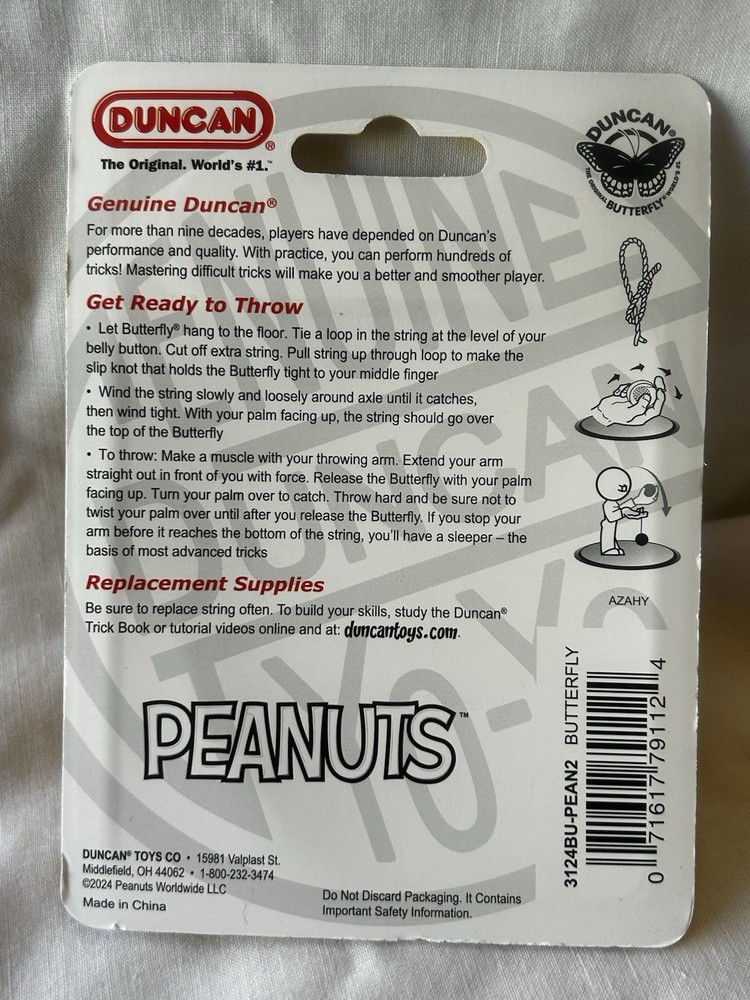 DUNCAN®
The Original. World's #1.™
DUNCAN®
THE ORIGINAL BUTTERFLY® WORLD'S #1
Genuine Duncan®
For more than nine decades, players have depended on Duncan's
performance and quality. With practice, you can perform hundreds of
tricks! Mastering difficult tricks will make you a better and smoother player.
Get Ready to Throw
• Let Butterfly® hang to the floor. Tie a loop in the string at the level of your
belly button. Cut off extra string. Pull string up through loop to make the
slip knot that holds the Butterfly tight to your middle finger
• Wind the string slowly and loosely around axle until it catches,
then wind tight. With your palm facing up, the string should go over
the top of the Butterfly
• To throw: Make a muscle with your throwing arm. Extend your arm
straight out in front of you with force. Release the Butterfly with your palm
facing up. Turn your palm over to catch. Throw hard and be sure not to
twist your palm over until after you release the Butterfly. If you stop your
arm before it reaches the bottom of the string, you'll have a sleeper – the
basis of most advanced tricks
Replacement Supplies
Be sure to replace string often. To build your skills, study the Duncan®
Trick Book or tutorial videos online and at: duncantoys.com.
AZAHY
GENUINE
DUNCAN
YO-YO
PEANUTS™
3124BU-PEAN2 BUTTERFLY
0 71617 79112 4
DUNCAN® TOYS CO • 15981 Valplast St.
Middlefield, OH 44062 • 1-800-232-3474
©2024 Peanuts Worldwide LLC
Made in China
Do Not Discard Packaging. It Contains
Important Safety Information.